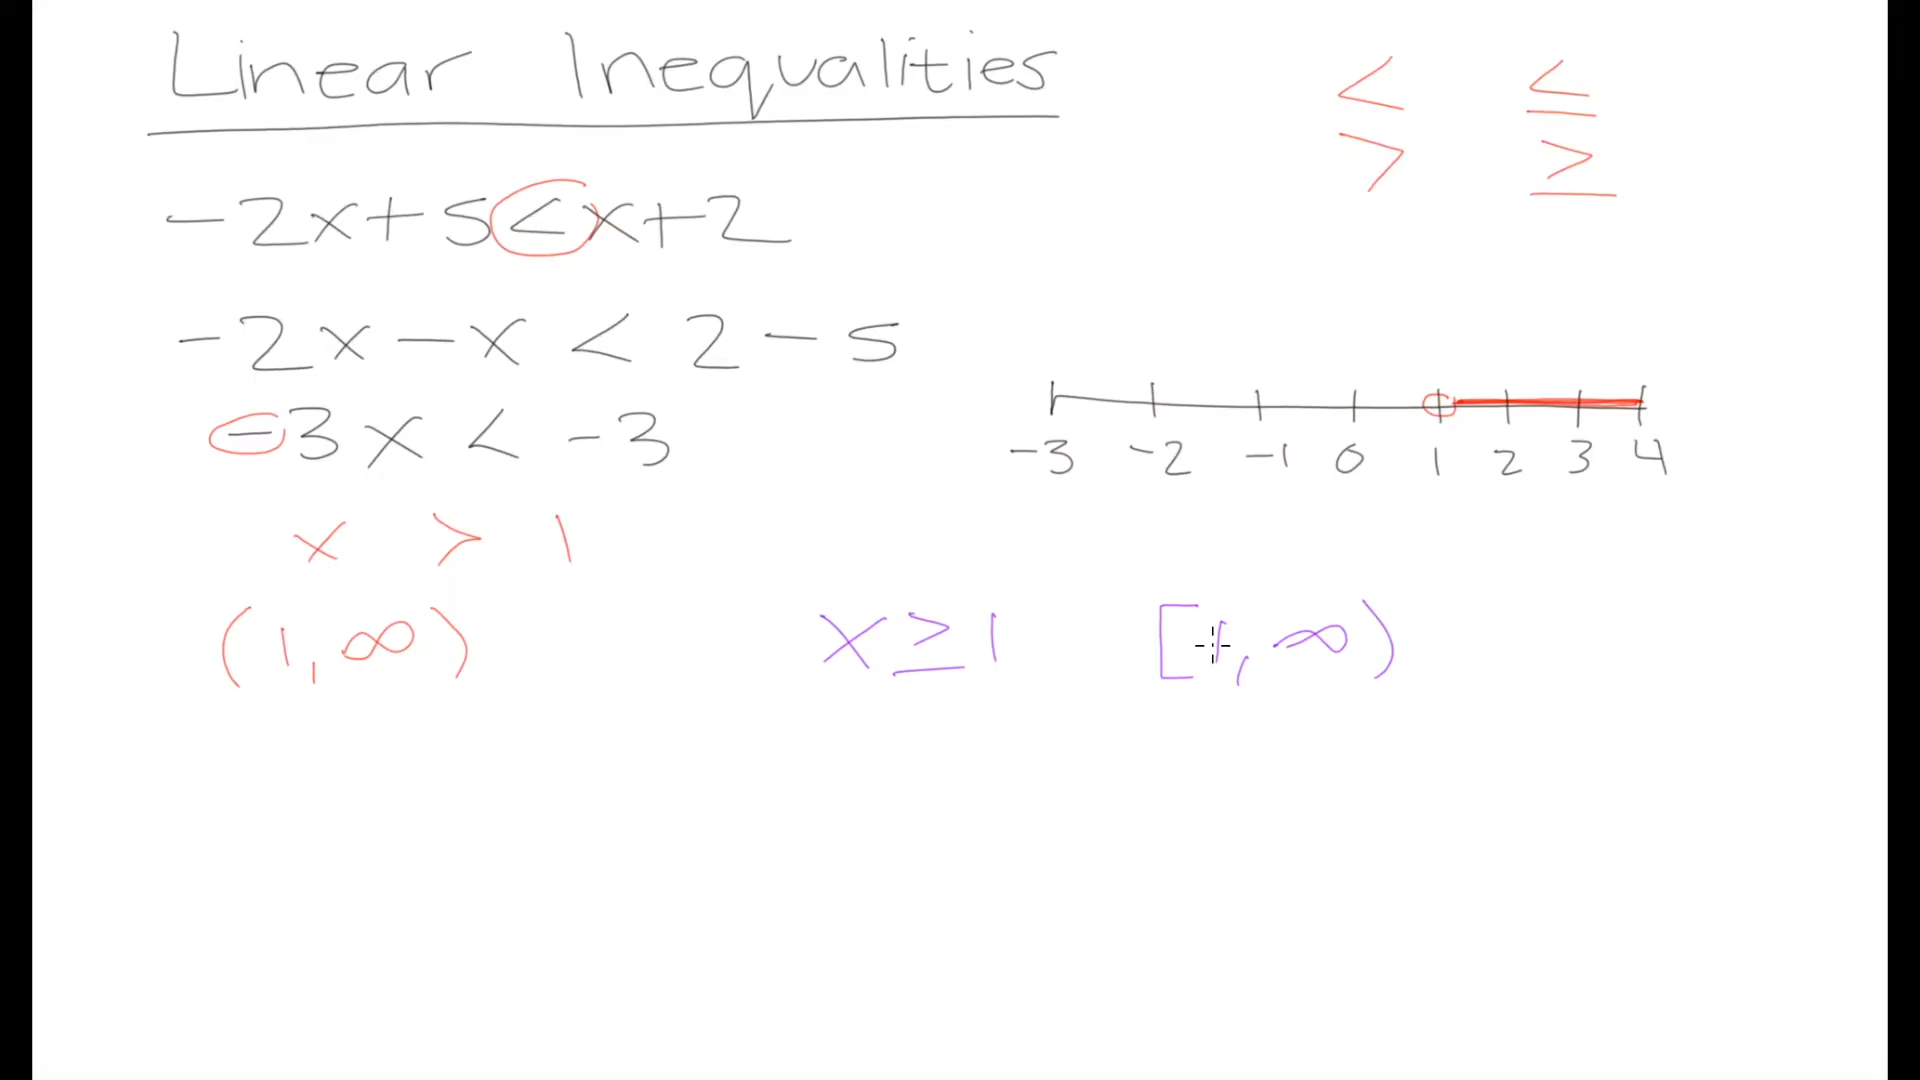 Linear Inequalities
< ≤
> ≥
-2x+5<x+2
-2x-x < 2-5
-3x < -3
-3 -2 -1 0 1 2 3 4
x > 1
(1, ∞)
x ≥ 1 [1, ∞)